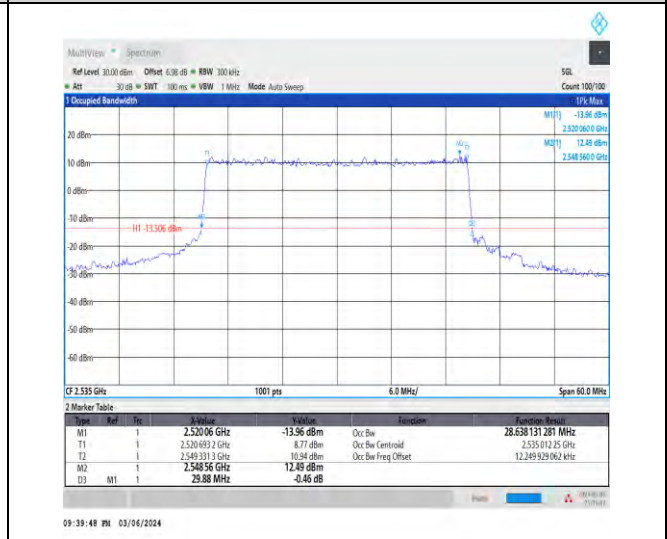 MultiView Spectrum
Ref Level 30.00 dBm Offset 6.98 dB RBW 300 kHz SGL
Att 30 dB SWT 100 ms VBW 1 MHz Mode Auto Sweep Count 100/100
1 Occupied Bandwidth 1Pk Max
M1[1] -13.96 dBm
2.520 060 0 GHz
20 dBm
M2[1] 12.49 dBm
2.548 560 0 GHz
10 dBm
0 dBm
-10 dBm
H1 -13.506 dBm
-20 dBm
-30 dBm
-40 dBm
-50 dBm
-60 dBm
CF 2.535 GHz 1001 pts 6.0 MHz/ Span 60.0 MHz
2 Marker Table
Type Ref Trc X-Value Y-Value Function Function Result
M1 1 2.520 06 GHz -13.96 dBm Occ Bw 28.638 131 281 MHz
T1 1 2.520 693 2 GHz 8.77 dBm Occ Bw Centroid 2.535 012 25 GHz
T2 1 2.549 331 3 GHz 10.94 dBm Occ Bw Freq Offset 12.249 929 062 kHz
M2 1 2.548 56 GHz 12.49 dBm
D3 M1 1 29.88 MHz -0.46 dB
09:39:48 PM 03/06/2024